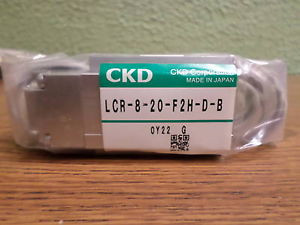 CKD
CKD Corporation
MADE IN JAPAN
LCR-8-20-F2H-D-B
OY22 G